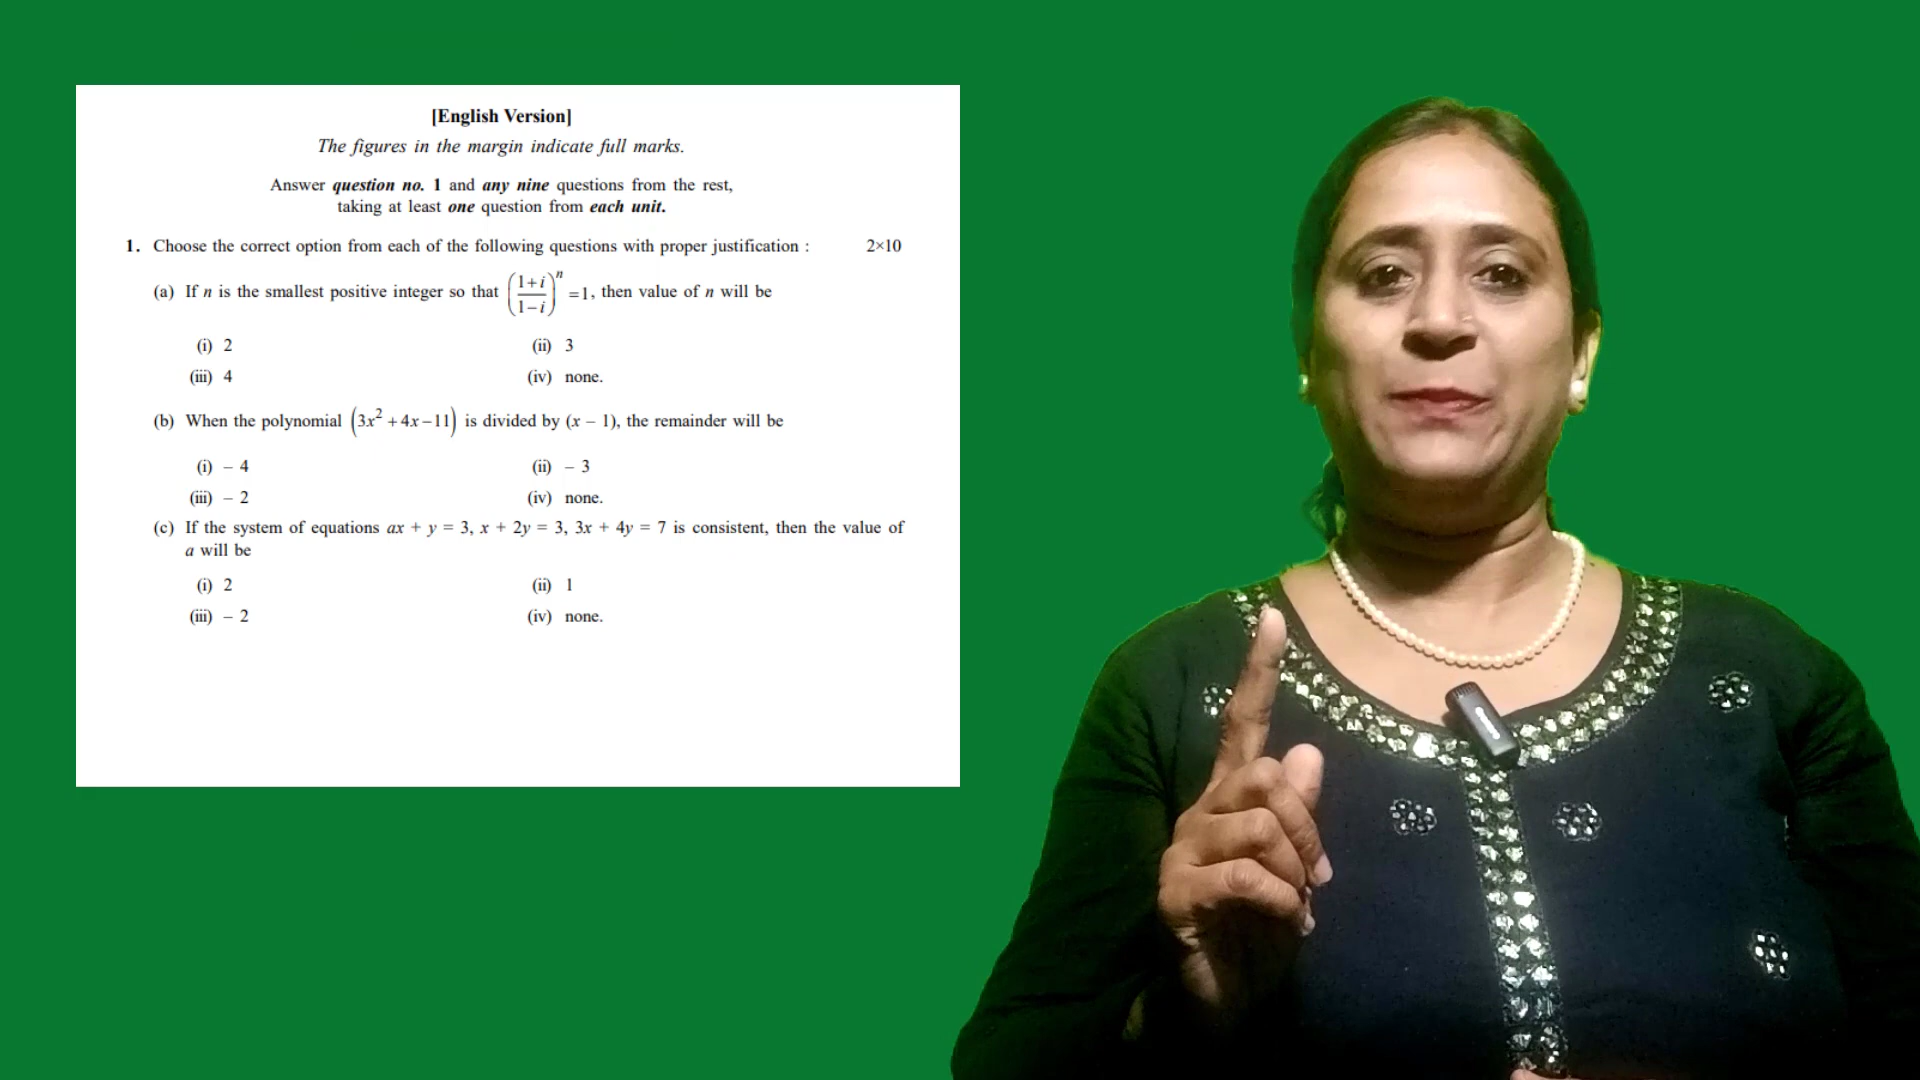 [English Version]
The figures in the margin indicate full marks.
Answer question no. 1 and any nine questions from the rest,
taking at least one question from each unit.
1. Choose the correct option from each of the following questions with proper justification : 2×10
(a) If n is the smallest positive integer so that ((1+i)/(1−i))^n =1, then value of n will be
(i) 2 (ii) 3
(iii) 4 (iv) none.
(b) When the polynomial (3x² +4x−11) is divided by (x − 1), the remainder will be
(i) − 4 (ii) − 3
(iii) − 2 (iv) none.
(c) If the system of equations ax + y = 3, x + 2y = 3, 3x + 4y = 7 is consistent, then the value of
a will be
(i) 2 (ii) 1
(iii) − 2 (iv) none.